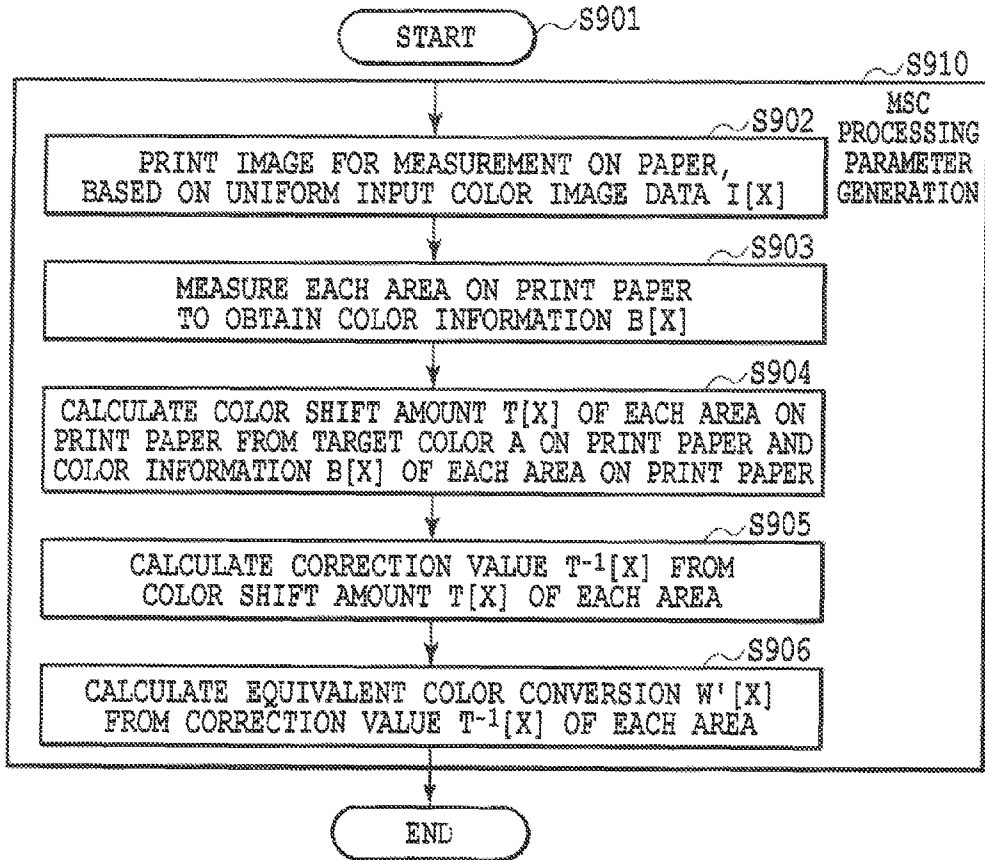 START
S901
S910
MSC
PROCESSING
PARAMETER
GENERATION
S902
PRINT IMAGE FOR MEASUREMENT ON PAPER,
BASED ON UNIFORM INPUT COLOR IMAGE DATA I[X]
S903
MEASURE EACH AREA ON PRINT PAPER
TO OBTAIN COLOR INFORMATION B[X]
S904
CALCULATE COLOR SHIFT AMOUNT T[X] OF EACH AREA ON
PRINT PAPER FROM TARGET COLOR A ON PRINT PAPER AND
COLOR INFORMATION B[X] OF EACH AREA ON PRINT PAPER
S905
CALCULATE CORRECTION VALUE T⁻¹[X] FROM
COLOR SHIFT AMOUNT T[X] OF EACH AREA
S906
CALCULATE EQUIVALENT COLOR CONVERSION W'[X]
FROM CORRECTION VALUE T⁻¹[X] OF EACH AREA
END